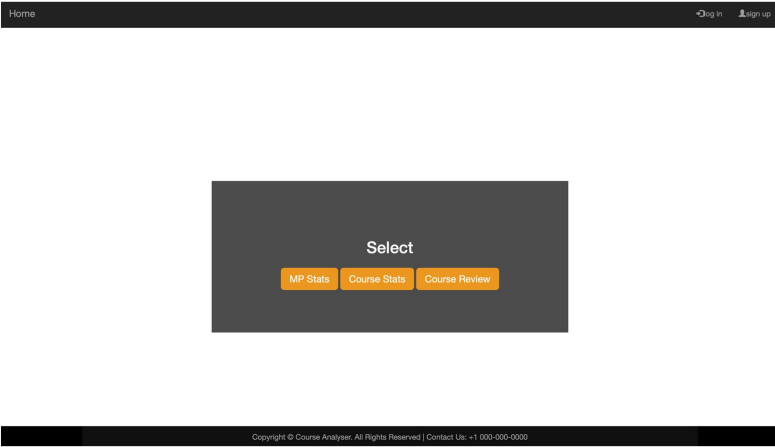 Home log in sign up
Select
MP Stats Course Stats Course Review
Copyright © Course Analyser. All Rights Reserved | Contact Us: +1 000-000-0000